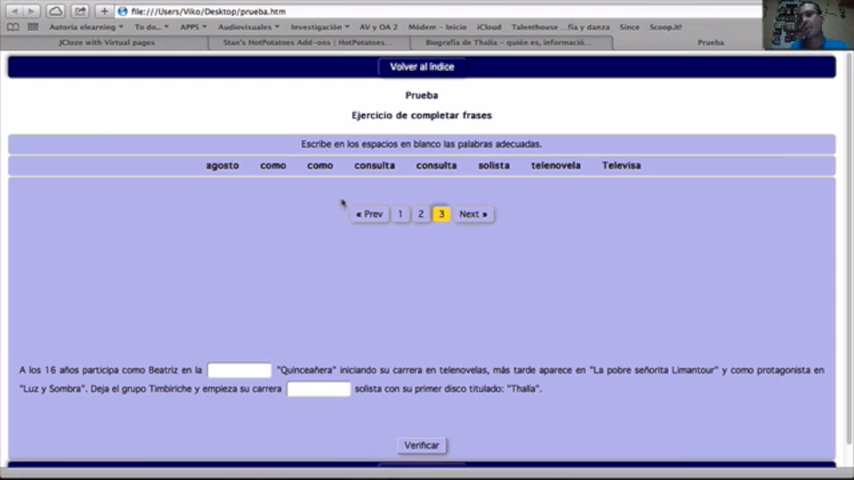 file:///Users/Viko/Desktop/prueba.htm
Autoría elearning To do... APPS Audiovisuales Investigación AV y OA 2 Módem – Inicio iCloud Talenthouse ...fía y danza Since Scoop.it!
JCloze with Virtual pages Stan's HotPotatoes Add-ons | HotPotatoes... Biografía de Thalía – quién es, informació... Prueba
Volver al índice
Prueba
Ejercicio de completar frases
Escribe en los espacios en blanco las palabras adecuadas.
agosto como como consulta consulta solista telenovela Televisa
« Prev 1 2 3 Next »
A los 16 años participa como Beatriz en la "Quinceañera" iniciando su carrera en telenovelas, más tarde aparece en "La pobre señorita Limantour" y como protagonista en
"Luz y Sombra". Deja el grupo Timbiriche y empieza su carrera solista con su primer disco titulado: "Thalía".
Verificar